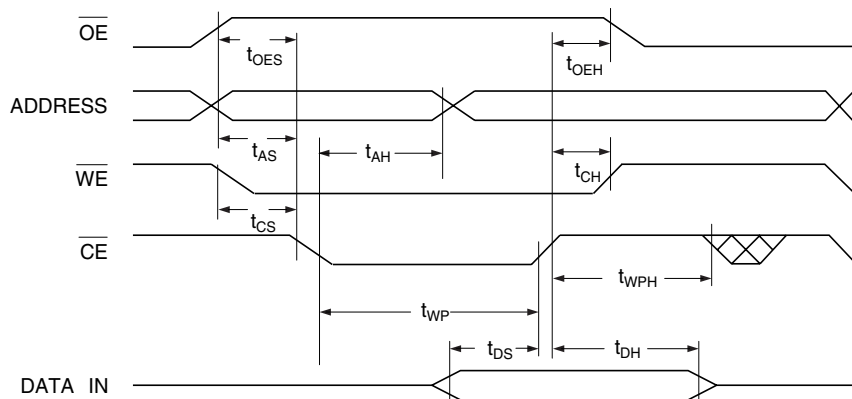 OE
tOES
tOEH
ADDRESS
tAS
tAH
WE
tCH
tCS
CE
tWPH
tWP
tDS
tDH
DATA IN